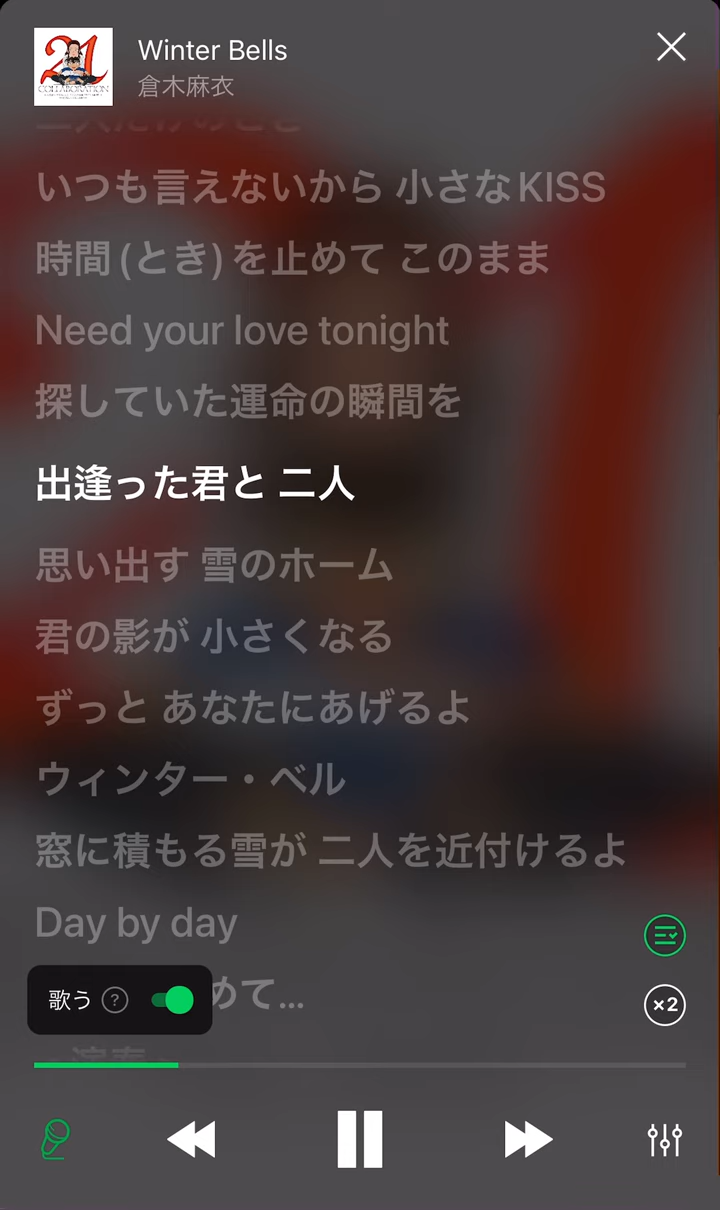 21
COLLABORATION
Winter Bells
倉木麻衣
いつも言えないから 小さなKISS
時間(とき)を止めて このまま
Need your love tonight
探していた運命の瞬間を
出逢った君と 二人
思い出す 雪のホーム
君の影が 小さくなる
ずっと あなたにあげるよ
ウィンター・ベル
窓に積もる雪が 二人を近付けるよ
Day by day
めて...
歌う ?
×2